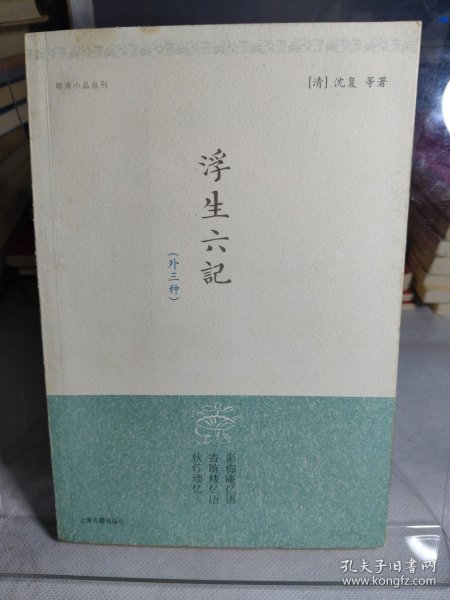 明清小品丛刊
[清] 沈复 等著
浮生六記
(外三种)
影梅庵忆语
香畹楼忆语
秋灯琐忆
上海古籍出版社
孔夫子旧书网
www.kongfz.com